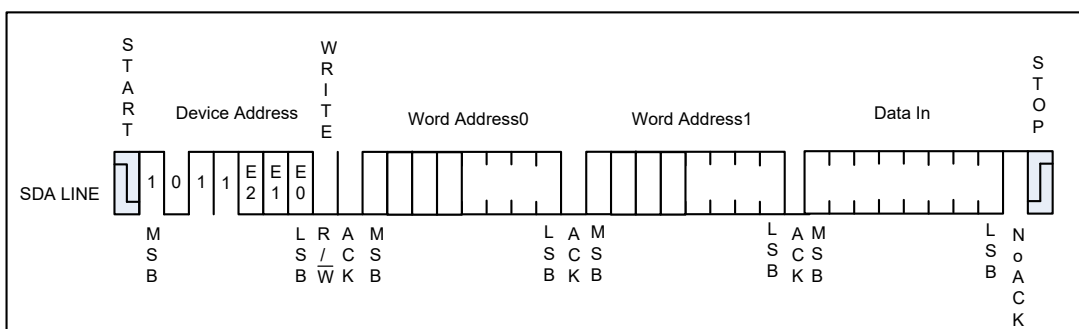 START
WRITE
STOP
Device Address
Word Address0
Word Address1
Data In
SDA LINE
1 0 1 1 E2 E1 E0
MSB
LSB
R/W̅
ACK
MSB
LSB
ACK
MSB
LSB
ACK
MSB
LSB
NoACK